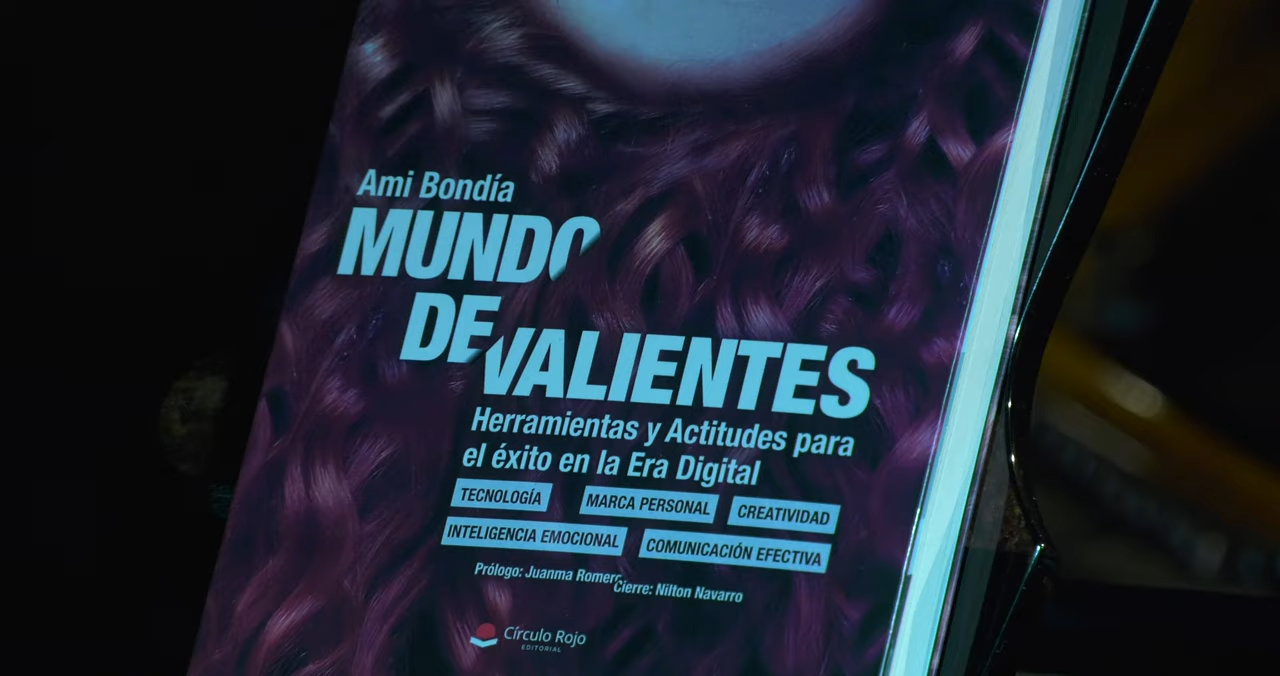 Ami Bondía
MUNDO
DE VALIENTES
Herramientas y Actitudes para
el éxito en la Era Digital
TECNOLOGÍA MARCA PERSONAL CREATIVIDAD
INTELIGENCIA EMOCIONAL COMUNICACIÓN EFECTIVA
Prólogo: Juanma Romero Cierre: Nilton Navarro
Círculo Rojo
EDITORIAL